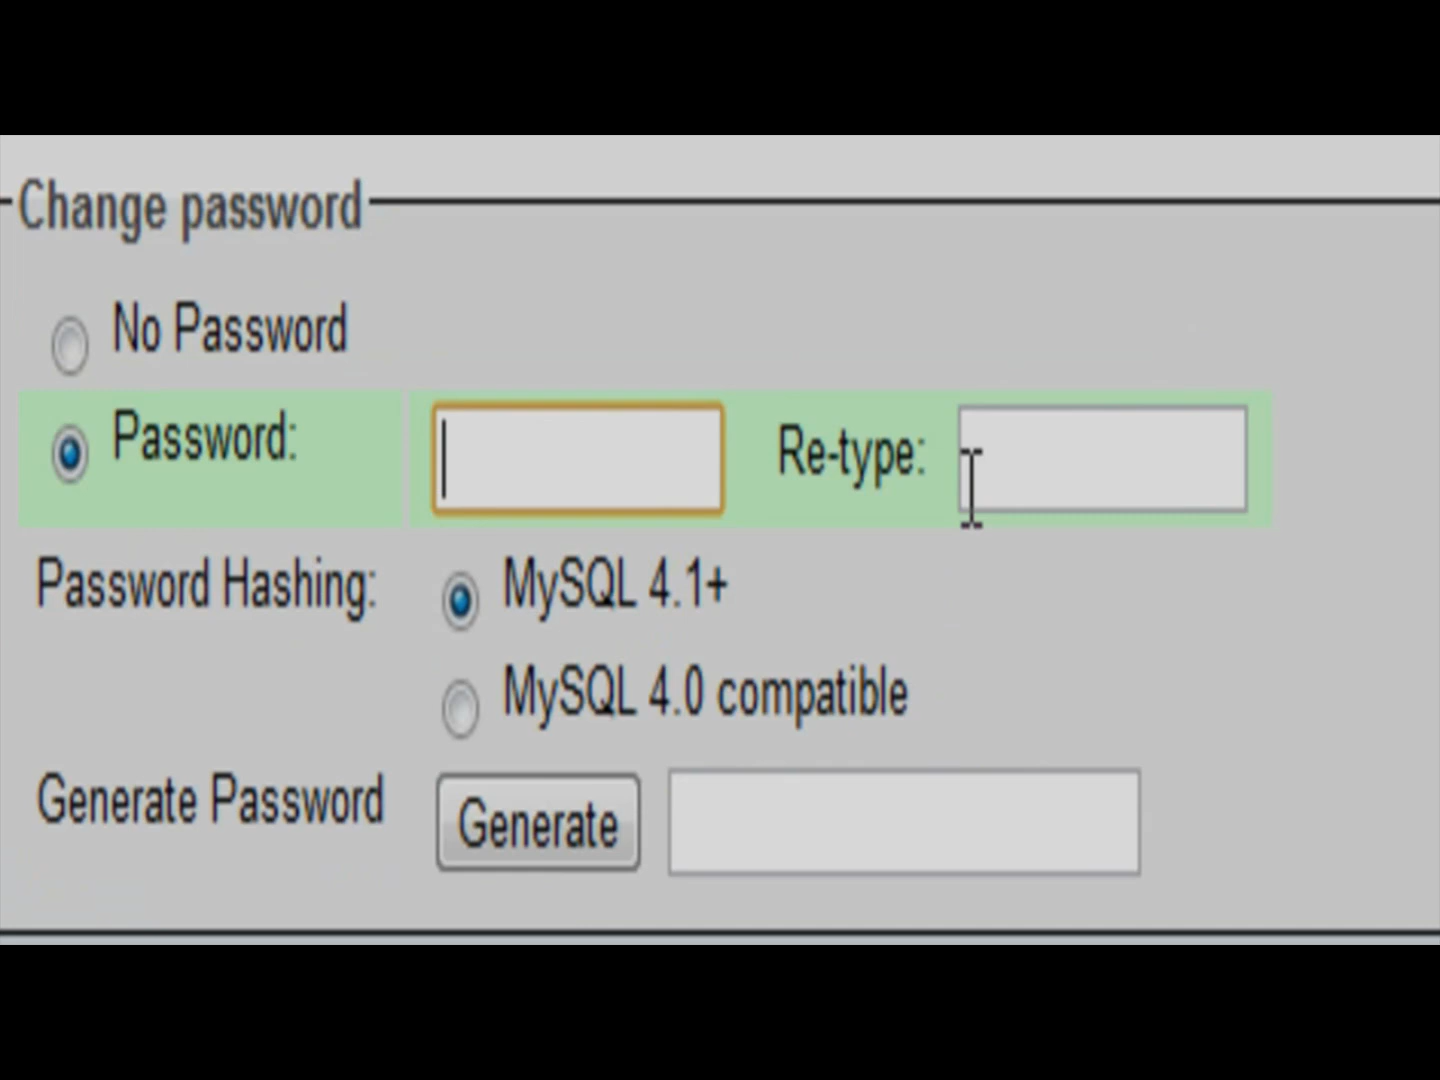 Change password
No Password
Password: Re-type:
Password Hashing: MySQL 4.1+
MySQL 4.0 compatible
Generate Password Generate